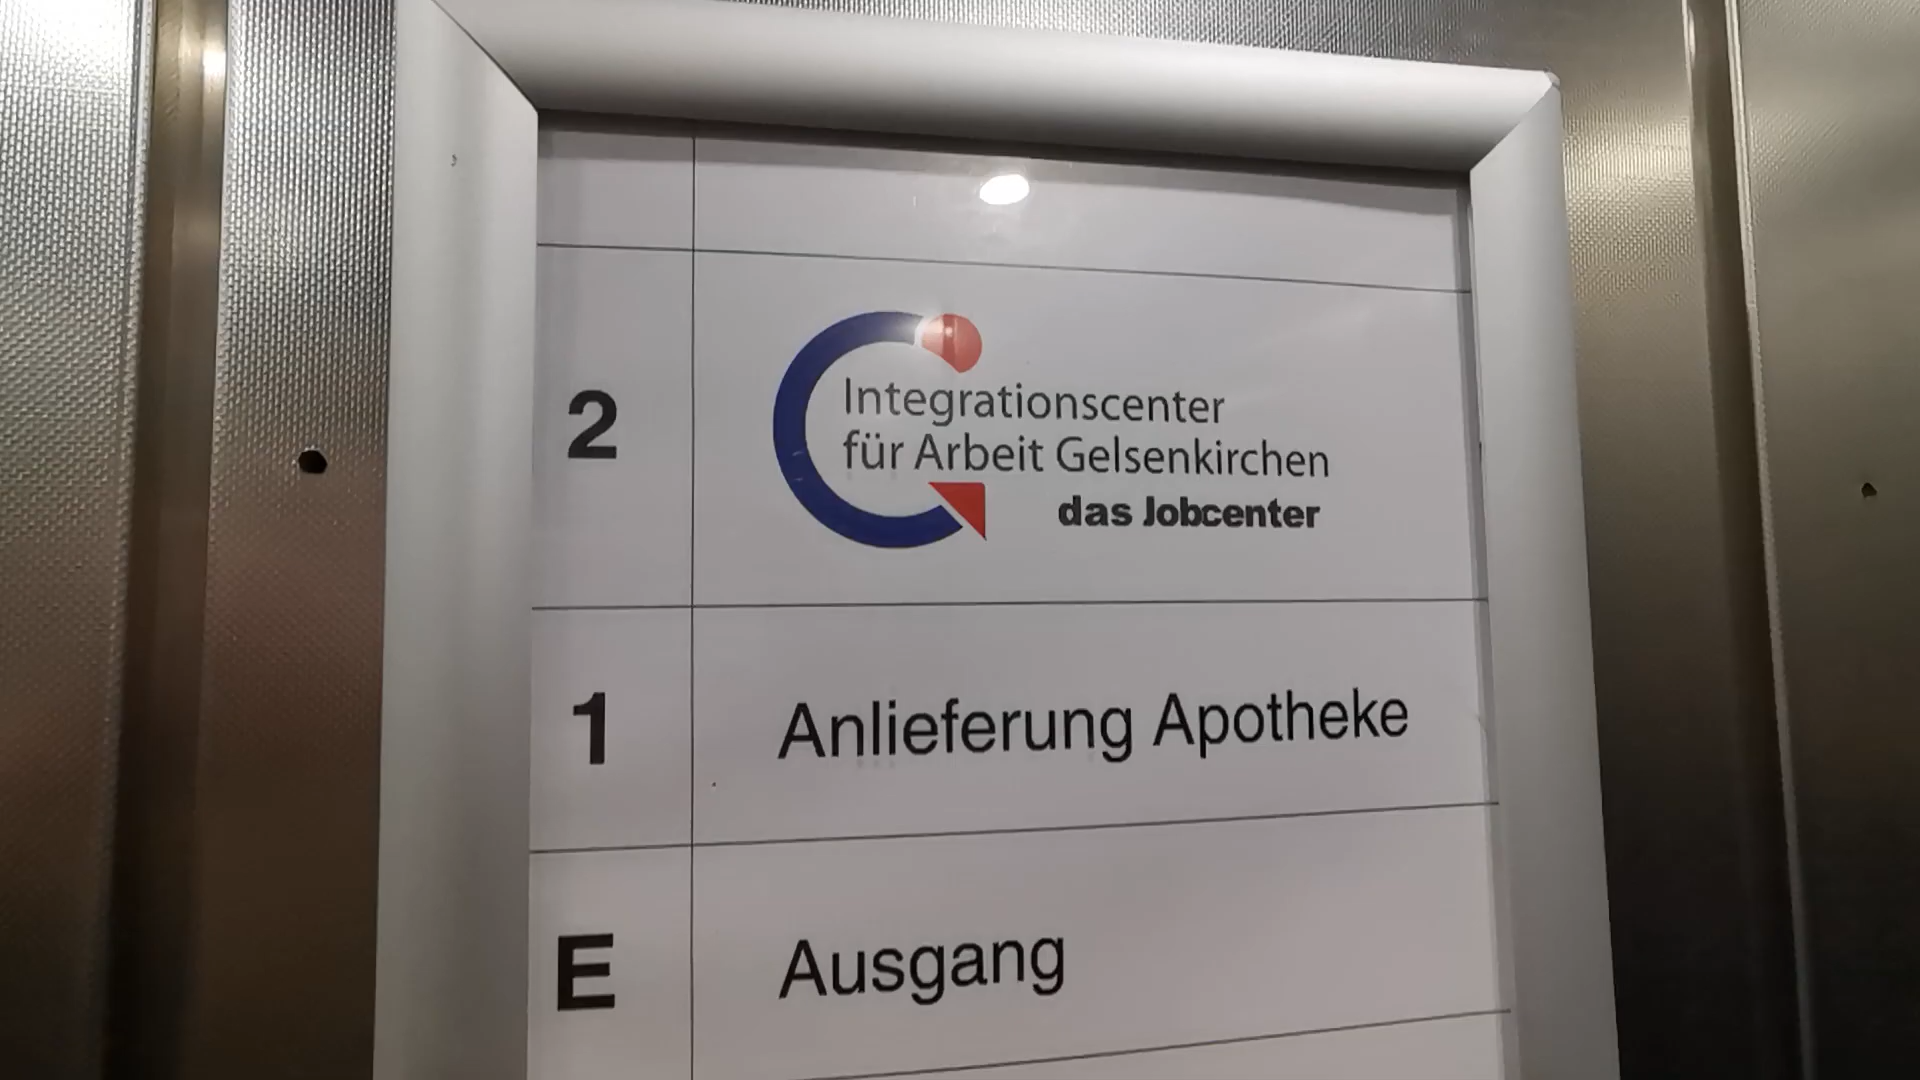 2
Integrationscenter
für Arbeit Gelsenkirchen
das Jobcenter
1 Anlieferung Apotheke
E Ausgang